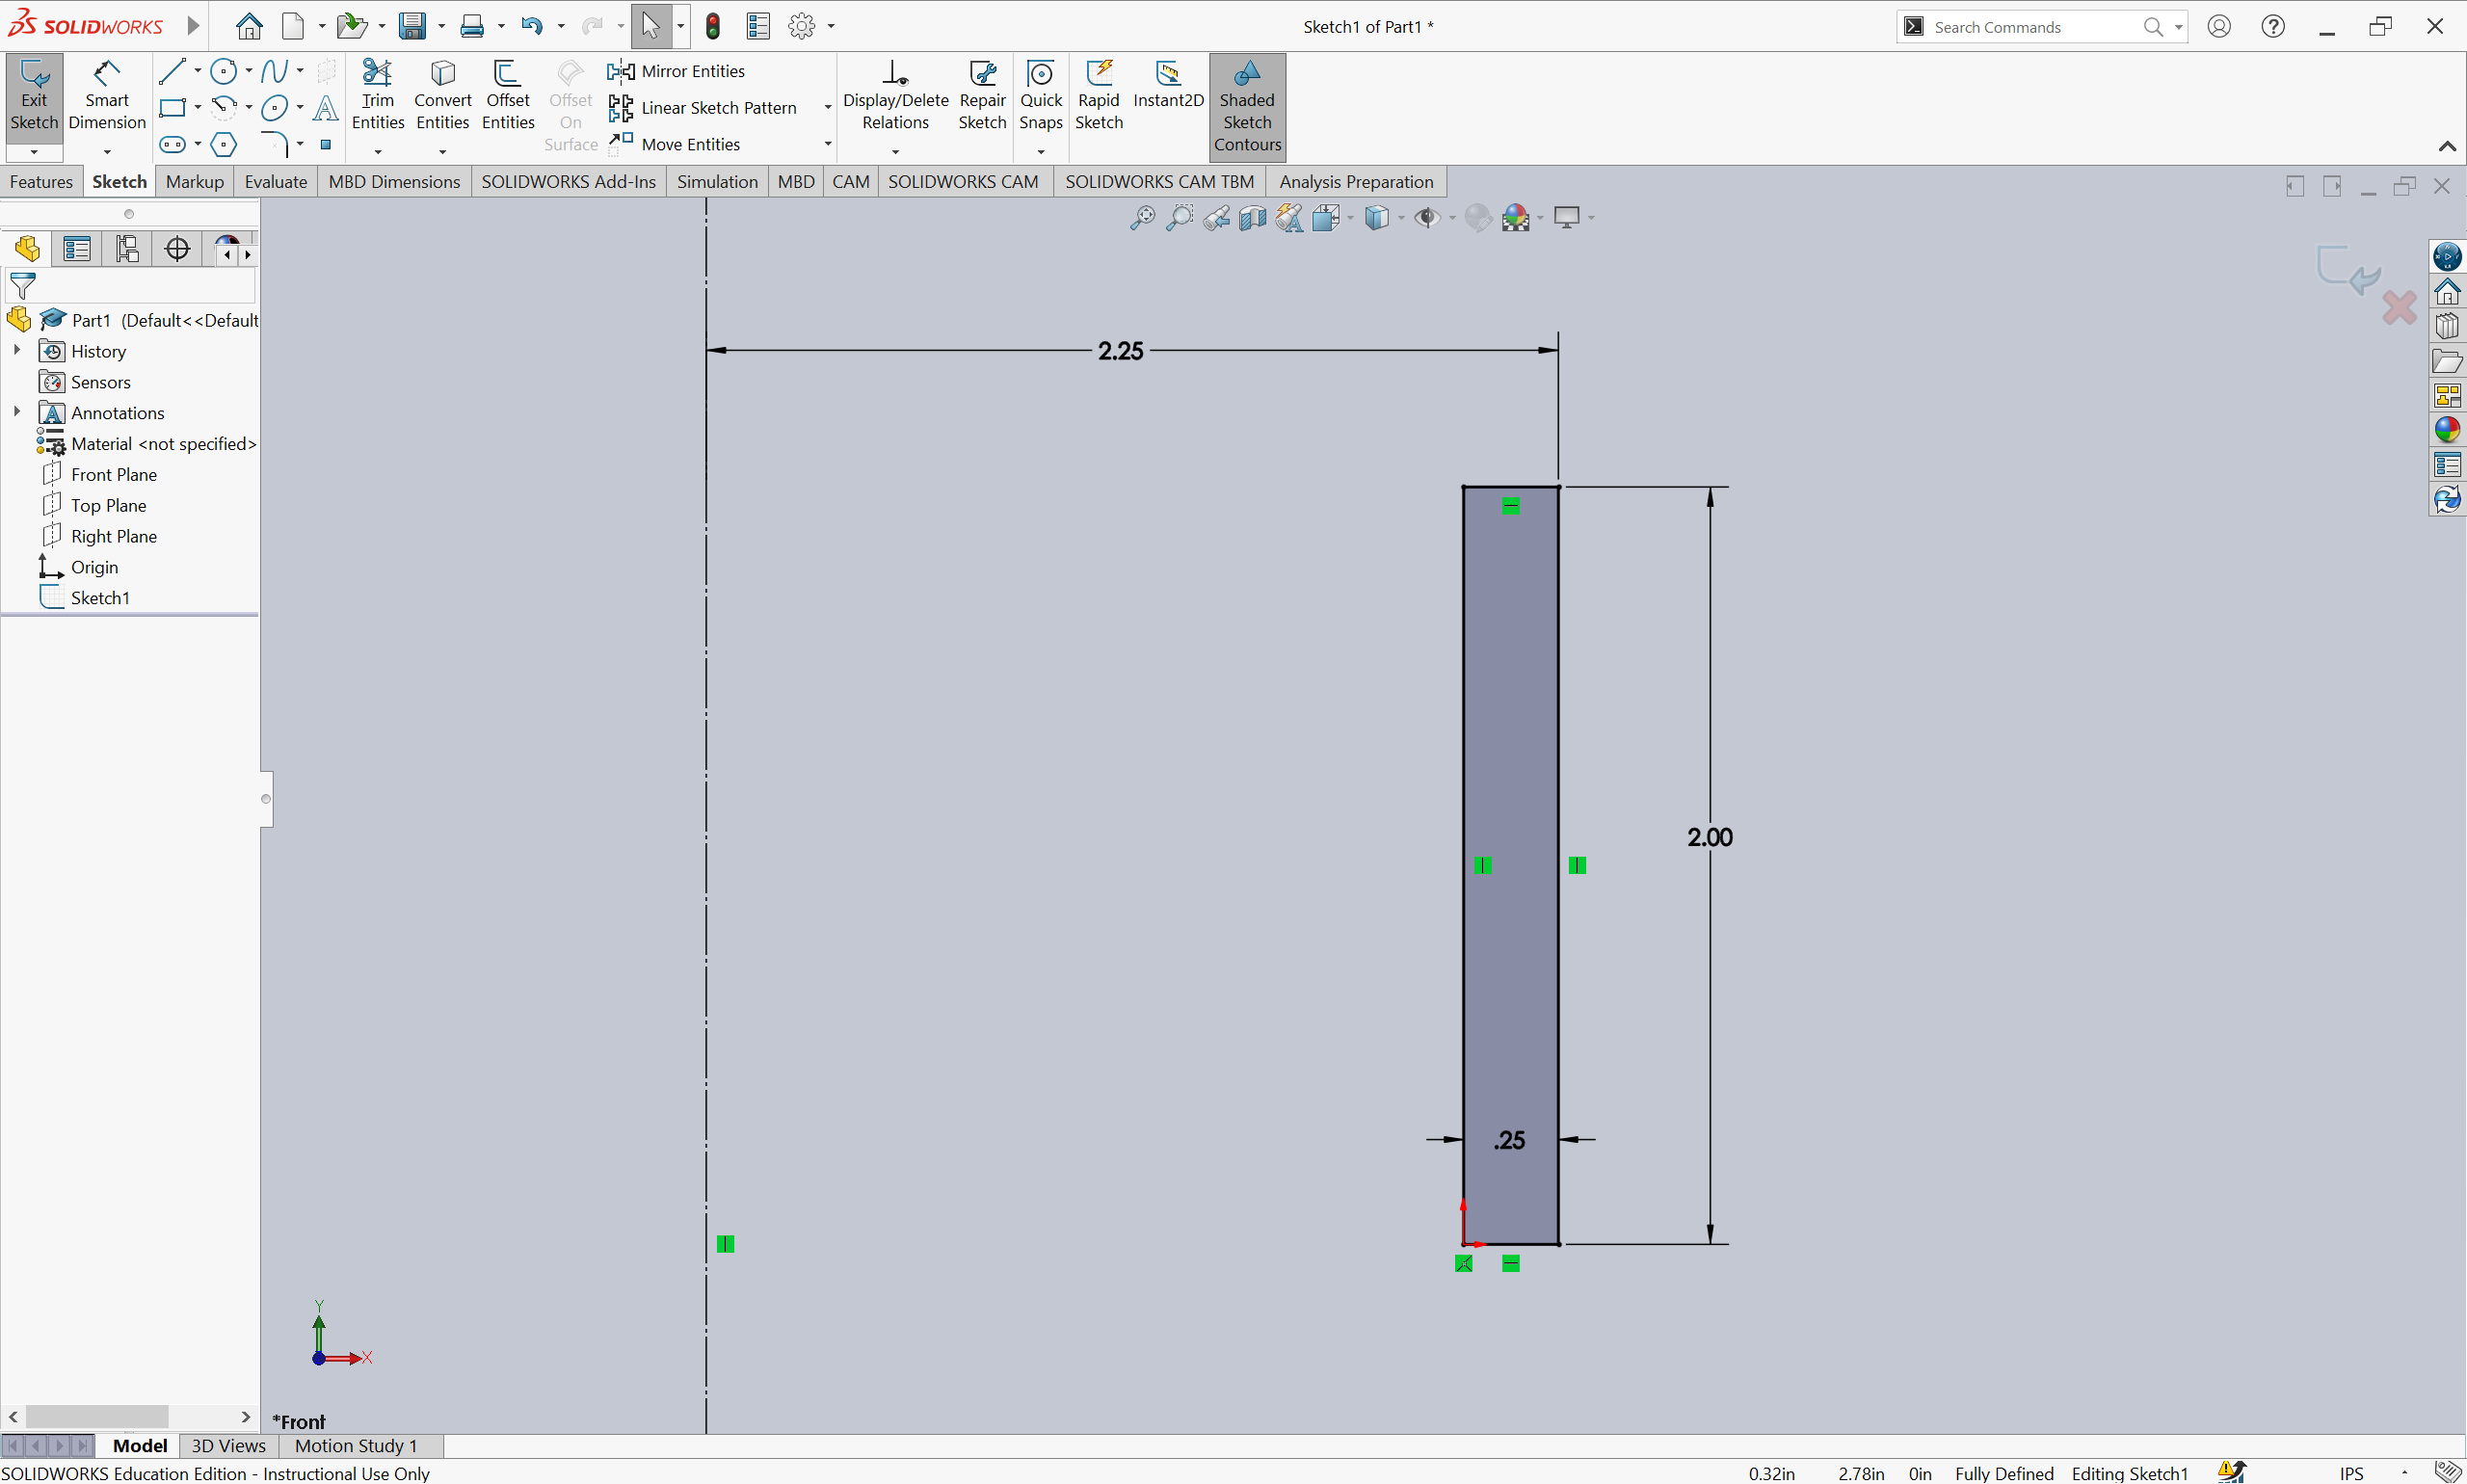 SOLIDWORKS
Sketch1 of Part1 *
Search Commands
Exit Sketch
Smart Dimension
Trim Entities
Convert Entities
Offset Entities
Offset On Surface
Mirror Entities
Linear Sketch Pattern
Move Entities
Display/Delete Relations
Repair Sketch
Quick Snaps
Rapid Sketch
Instant2D
Shaded Sketch Contours
Features Sketch Markup Evaluate MBD Dimensions SOLIDWORKS Add-Ins Simulation MBD CAM SOLIDWORKS CAM SOLIDWORKS CAM TBM Analysis Preparation
Part1 (Default<<Default
History
Sensors
Annotations
Material <not specified>
Front Plane
Top Plane
Right Plane
Origin
Sketch1
2.25
2.00
.25
Y
X
*Front
Model 3D Views Motion Study 1
SOLIDWORKS Education Edition - Instructional Use Only
0.32in 2.78in 0in Fully Defined Editing Sketch1 IPS